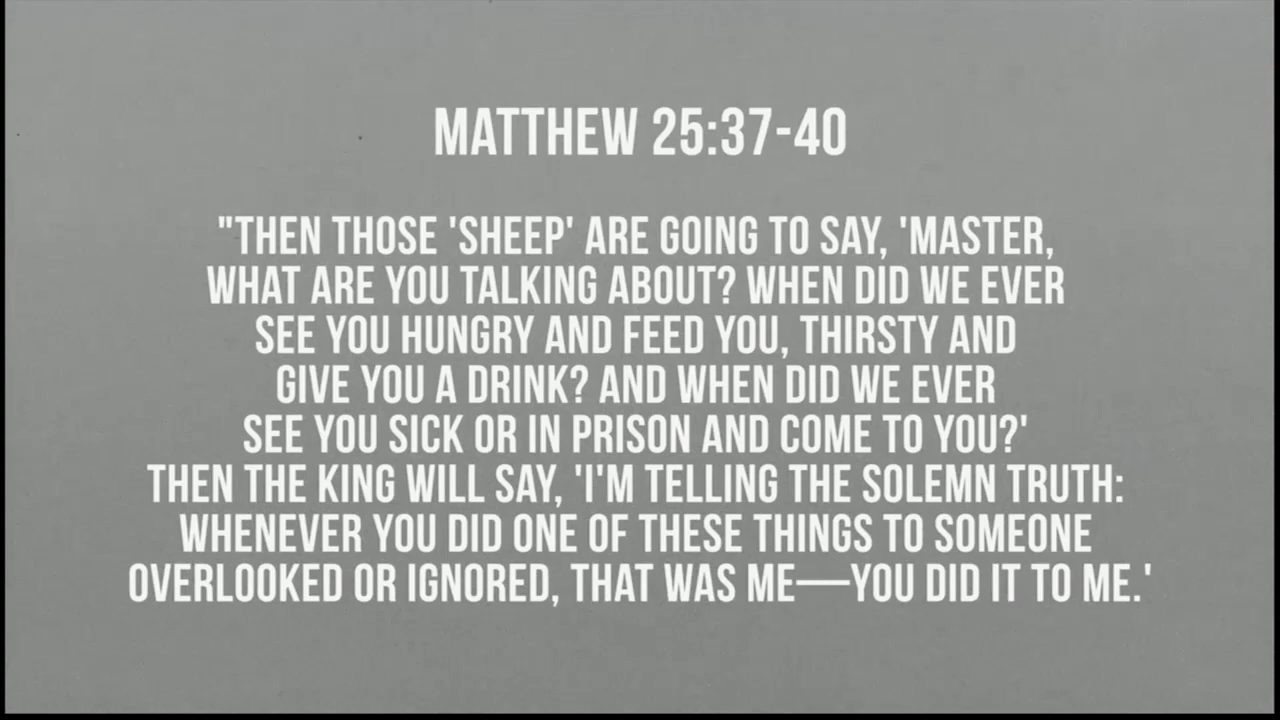 MATTHEW 25:37-40
"THEN THOSE 'SHEEP' ARE GOING TO SAY, 'MASTER,
WHAT ARE YOU TALKING ABOUT? WHEN DID WE EVER
SEE YOU HUNGRY AND FEED YOU, THIRSTY AND
GIVE YOU A DRINK? AND WHEN DID WE EVER
SEE YOU SICK OR IN PRISON AND COME TO YOU?'
THEN THE KING WILL SAY, 'I'M TELLING THE SOLEMN TRUTH:
WHENEVER YOU DID ONE OF THESE THINGS TO SOMEONE
OVERLOOKED OR IGNORED, THAT WAS ME—YOU DID IT TO ME.'